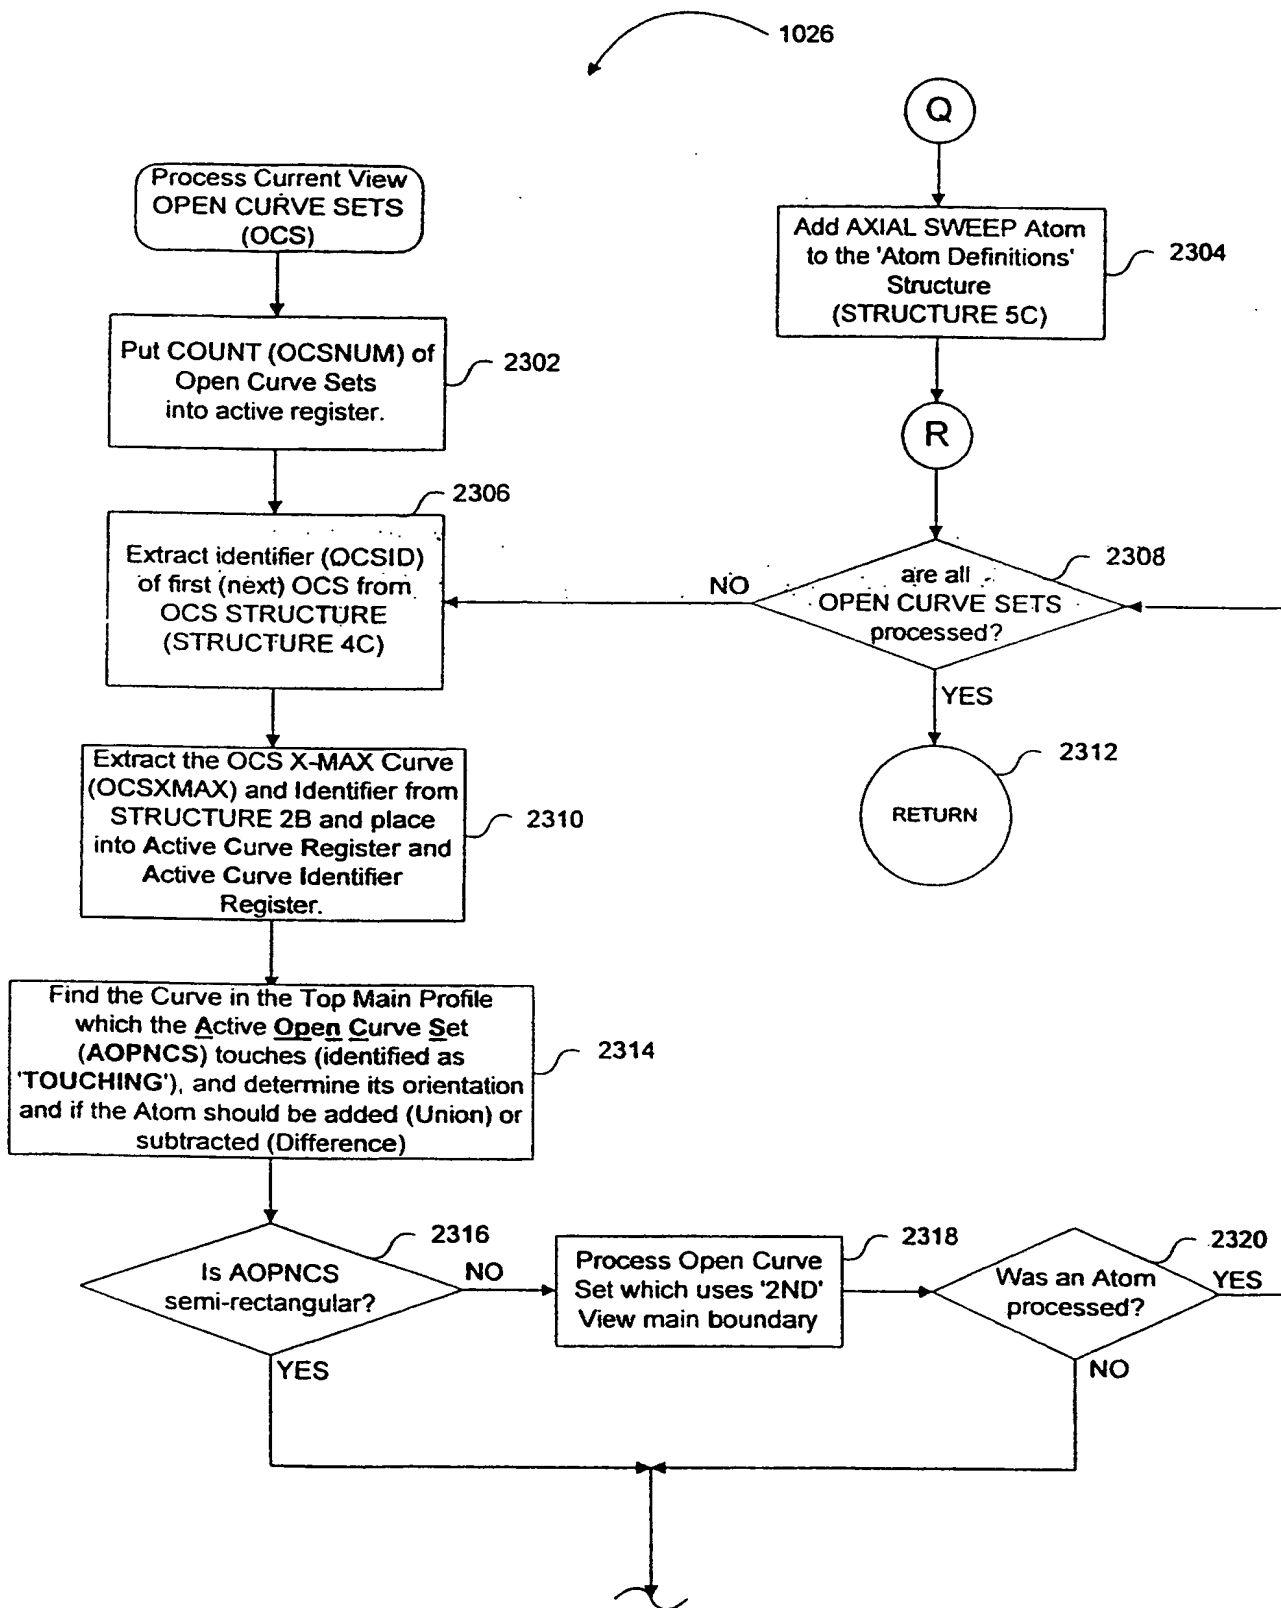 1026
Process Current View
OPEN CURVE SETS
(OCS)
Put COUNT (OCSNUM) of
Open Curve Sets
into active register.
2302
2306
Extract identifier (OCSID)
of first (next) OCS from
OCS STRUCTURE
(STRUCTURE 4C)
Extract the OCS X-MAX Curve
(OCSXMAX) and Identifier from
STRUCTURE 2B and place
into Active Curve Register and
Active Curve Identifier
Register.
2310
Find the Curve in the Top Main Profile
which the Active Open Curve Set
(AOPNCS) touches (identified as
'TOUCHING'), and determine its orientation
and if the Atom should be added (Union) or
subtracted (Difference)
2314
Is AOPNCS
semi-rectangular?
2316
NO
YES
Process Open Curve
Set which uses '2ND'
View main boundary
2318
Was an Atom
processed?
2320
YES
NO
Q
Add AXIAL SWEEP Atom
to the 'Atom Definitions'
Structure
(STRUCTURE 5C)
2304
R
are all
OPEN CURVE SETS
processed?
2308
NO
YES
RETURN
2312